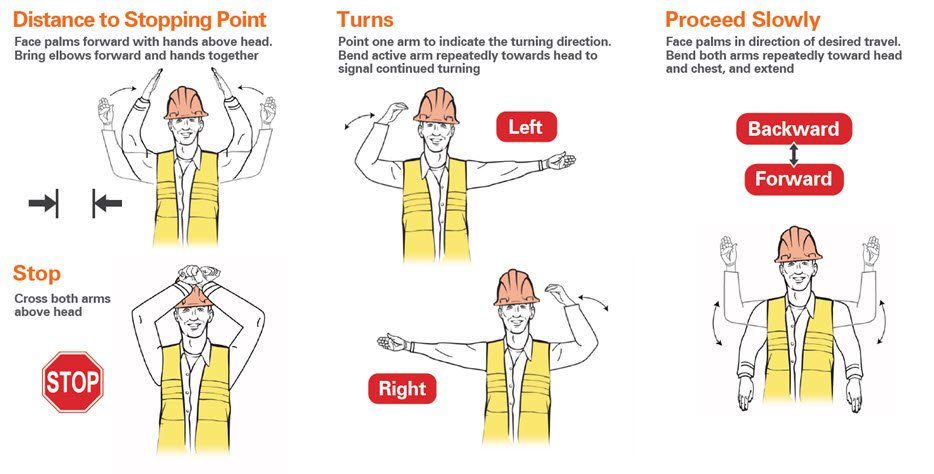 Distance to Stopping Point
Face palms forward with hands above head.
Bring elbows forward and hands together
Stop
Cross both arms
above head
STOP
Turns
Point one arm to indicate the turning direction.
Bend active arm repeatedly towards head to
signal continued turning
Left
Right
Proceed Slowly
Face palms in direction of desired travel.
Bend both arms repeatedly toward head
and chest, and extend
Backward
Forward